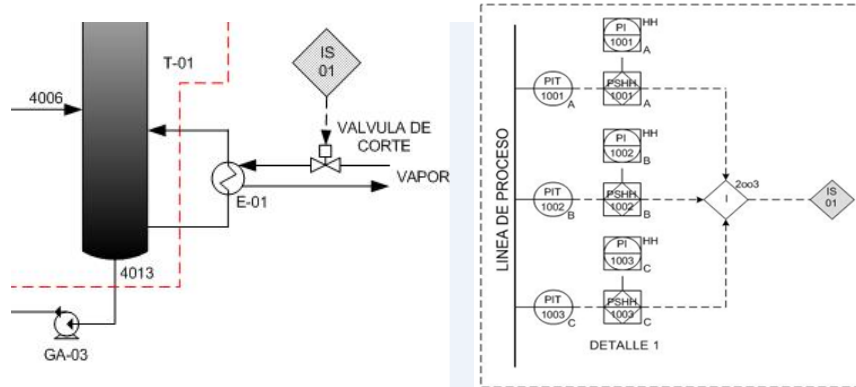 T-01
4006
IS
01
VALVULA DE
CORTE
VAPOR
E-01
4013
GA-03
LINEA DE PROCESO
PI
1001
HH
A
PIT
1001
A
PSHH
1001
A
PI
1002
HH
B
PIT
1002
B
PSHH
1002
B
2oo3
I
IS
01
PI
1003
HH
C
PIT
1003
C
PSHH
1003
C
DETALLE 1